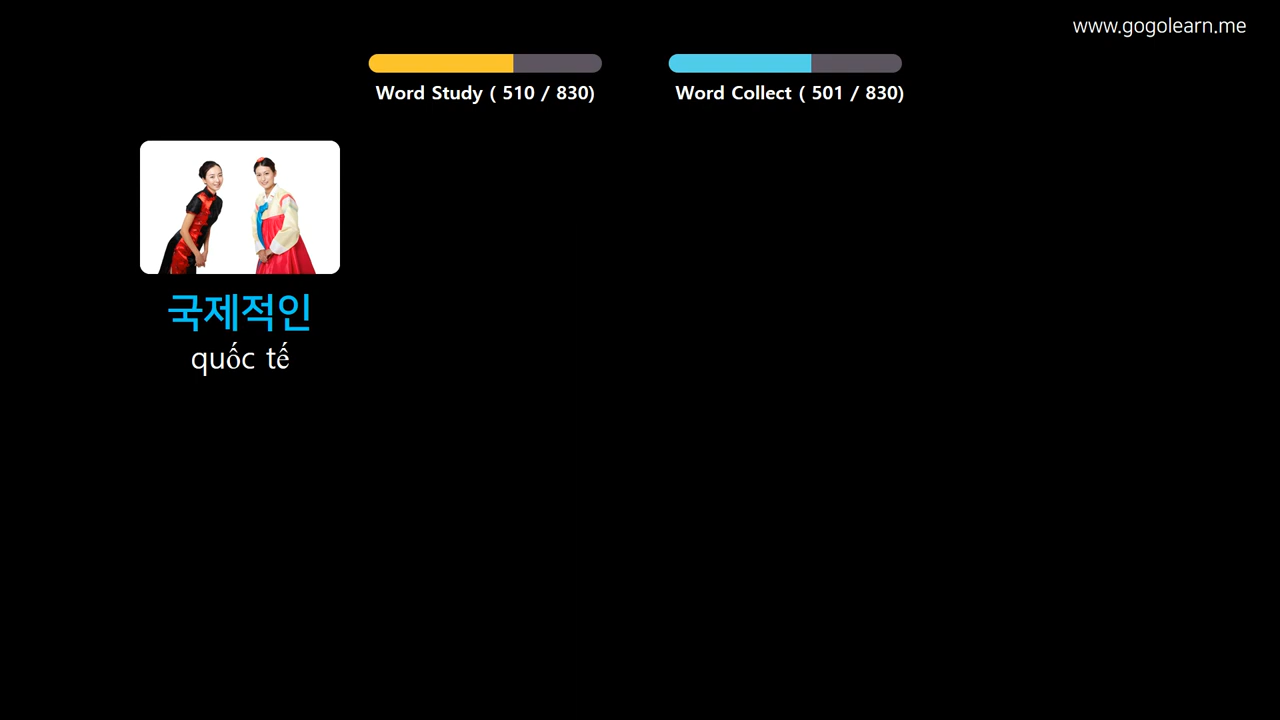 www.gogolearn.me
Word Study ( 510 / 830)
Word Collect ( 501 / 830)
국제적인
quốc tế